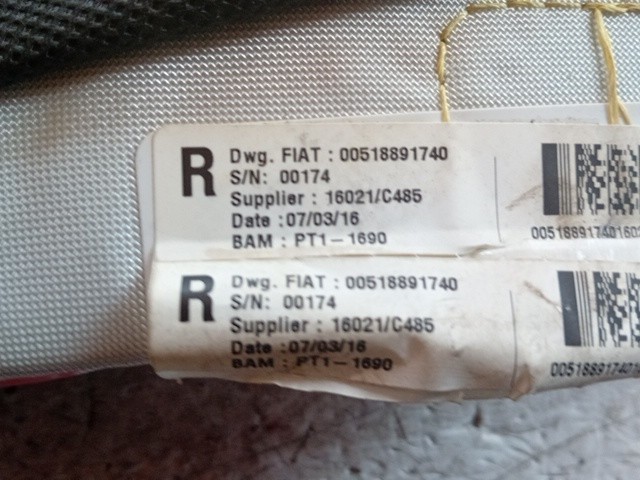 R
Dwg. FIAT : 00518891740
S/N: 00174
Supplier : 16021/C485
Date : 07/03/16
BAM : PT1-1690
R
Dwg. FIAT : 00518891740
S/N: 00174
Supplier : 16021/C485
Date : 07/03/16
BAM : PT1-1690